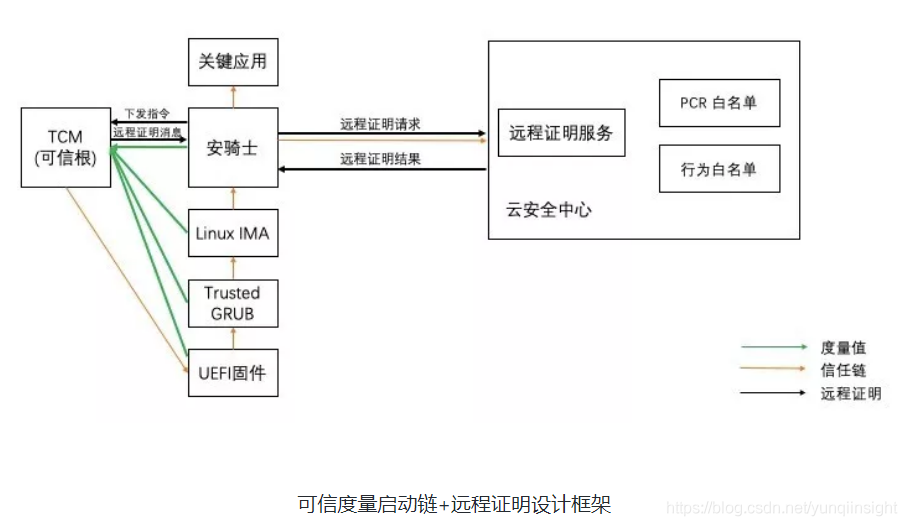 关键应用
TCM
(可信根)
下发指令
远程证明消息
安骑士
远程证明请求
远程证明结果
远程证明服务
PCR 白名单
行为白名单
云安全中心
Linux IMA
Trusted
GRUB
UEFI固件
度量值
信任链
远程证明
可信度量启动链+远程证明设计框架
https://blog.csdn.net/yunqiinsight